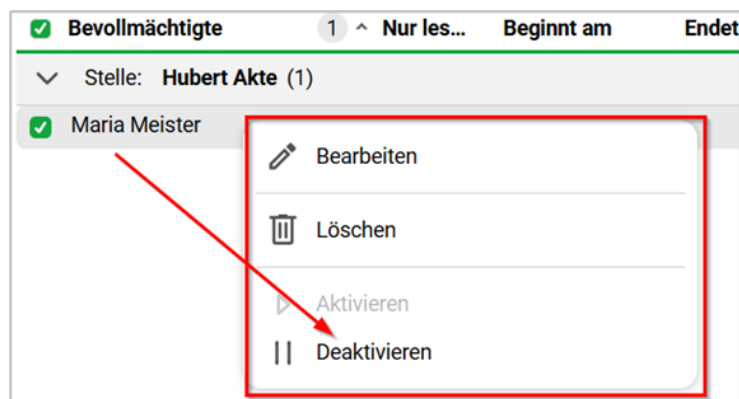 Bevollmächtigte 1 Nur les... Beginnt am Endet
Stelle: Hubert Akte (1)
Maria Meister
Bearbeiten
Löschen
Aktivieren
Deaktivieren